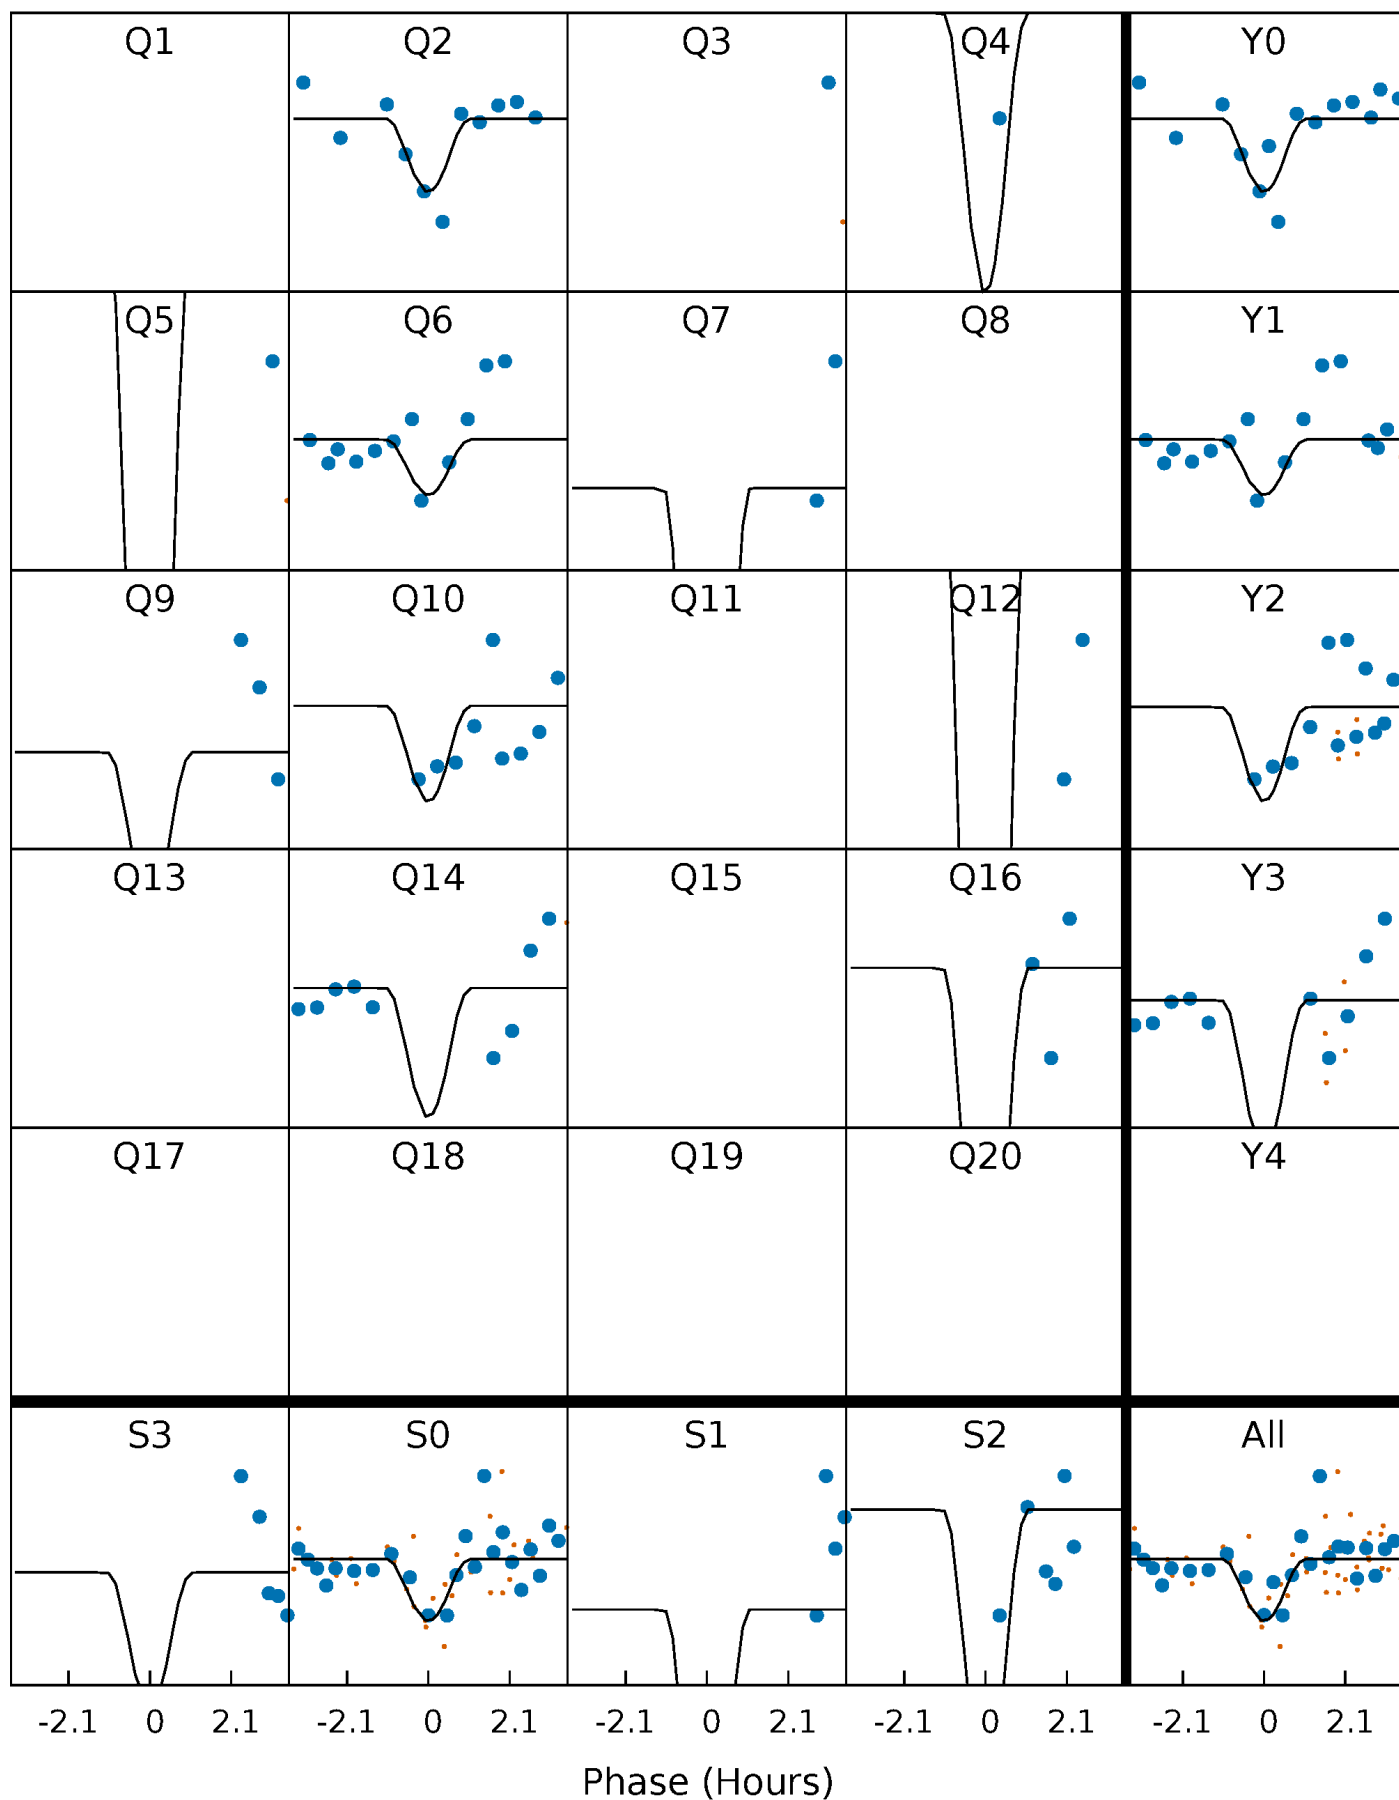 Q1 Q2 Q3 Q4 Y0
Q5 Q6 Q7 Q8 Y1
Q9 Q10 Q11 Q12 Y2
Q13 Q14 Q15 Q16 Y3
Q17 Q18 Q19 Q20 Y4
S3 S0 S1 S2 All
-2.1 0 2.1 -2.1 0 2.1 -2.1 0 2.1 -2.1 0 2.1 -2.1 0 2.1
Phase (Hours)